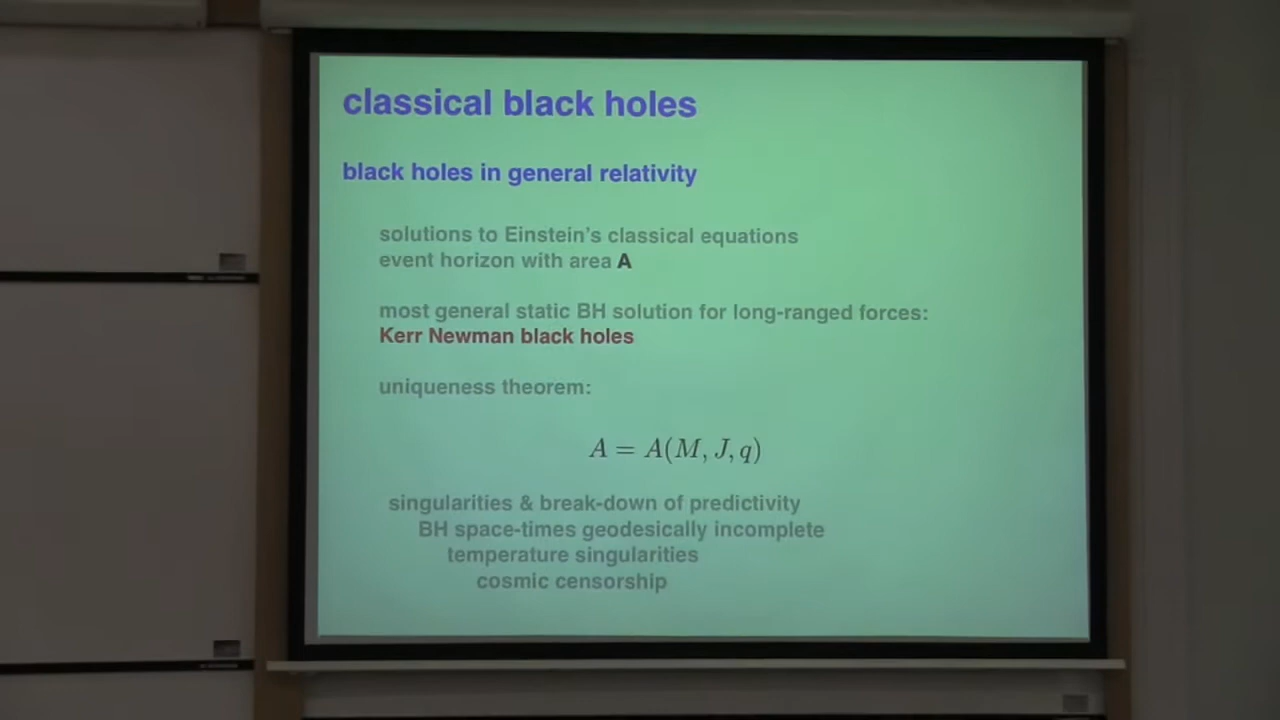 classical black holes
black holes in general relativity
solutions to Einstein's classical equations
event horizon with area A
most general static BH solution for long-ranged forces:
Kerr Newman black holes
uniqueness theorem:
A = A(M, J, q)
singularities & break-down of predictivity
BH space-times geodesically incomplete
temperature singularities
cosmic censorship